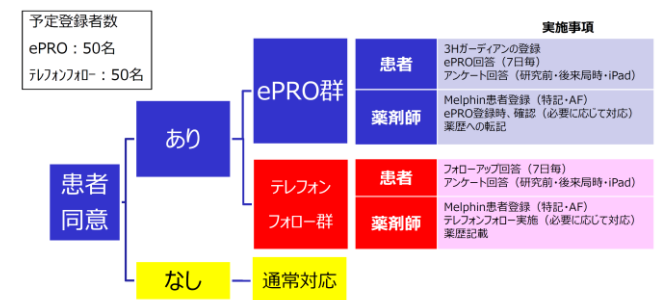 予定登録者数
ePRO：50名
テレフォンフォロー：50名
実施事項
患者
同意
あり
なし
ePRO群
患者
3Hガーディアンの登録
ePRO回答（7日毎）
アンケート回答（研究前・後来局時・iPad）
薬剤師
Melphin患者登録（特記・AF）
ePRO登録時、確認（必要に応じて対応）
薬歴への転記
テレフォン
フォロー群
患者
フォローアップ回答（7日毎）
アンケート回答（研究前・後来局時・iPad）
薬剤師
Melphin患者登録（特記・AF）
テレフォンフォロー実施（必要に応じて対応）
薬歴記載
通常対応